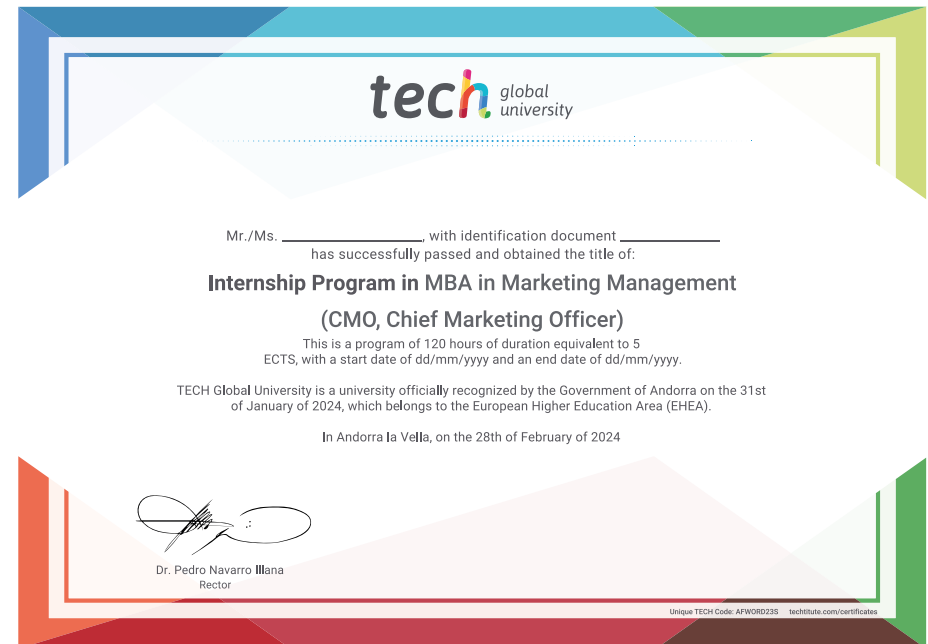 tech global
university
Mr./Ms. ________________, with identification document ____________
has successfully passed and obtained the title of:
Internship Program in MBA in Marketing Management
(CMO, Chief Marketing Officer)
This is a program of 120 hours of duration equivalent to 5
ECTS, with a start date of dd/mm/yyyy and an end date of dd/mm/yyyy.
TECH Global University is a university officially recognized by the Government of Andorra on the 31st
of January of 2024, which belongs to the European Higher Education Area (EHEA).
In Andorra la Vella, on the 28th of February of 2024
Dr. Pedro Navarro Illana
Rector
Unique TECH Code: AFWORD23S techtitute.com/certificates